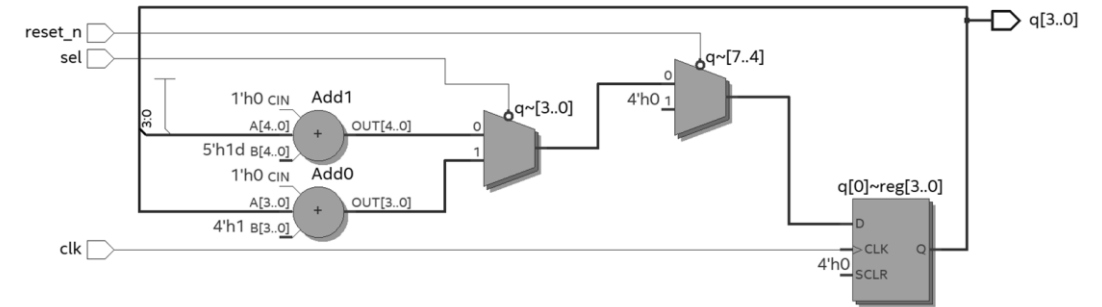 reset_n
q[3..0]
sel
q~[7..4]
0
4'h0 1
3:0
1'h0 CIN
Add1
A[4..0]
OUT[4..0]
5'h1d B[4..0]
+
q~[3..0]
0
1
1'h0 CIN
Add0
A[3..0]
OUT[3..0]
4'h1 B[3..0]
+
q[0]~reg[3..0]
D
clk
CLK
Q
4'h0
SCLR